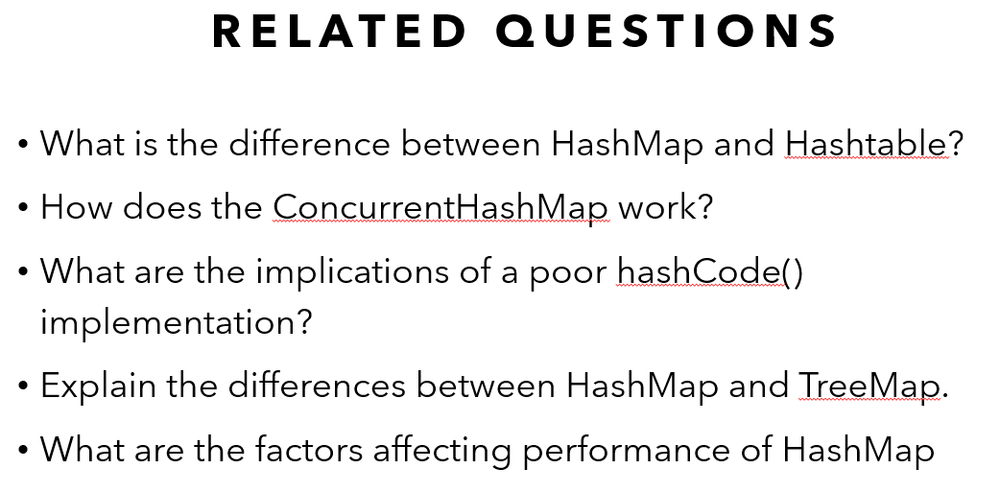 RELATED QUESTIONS
• What is the difference between HashMap and Hashtable?
• How does the ConcurrentHashMap work?
• What are the implications of a poor hashCode()
implementation?
• Explain the differences between HashMap and TreeMap.
• What are the factors affecting performance of HashMap